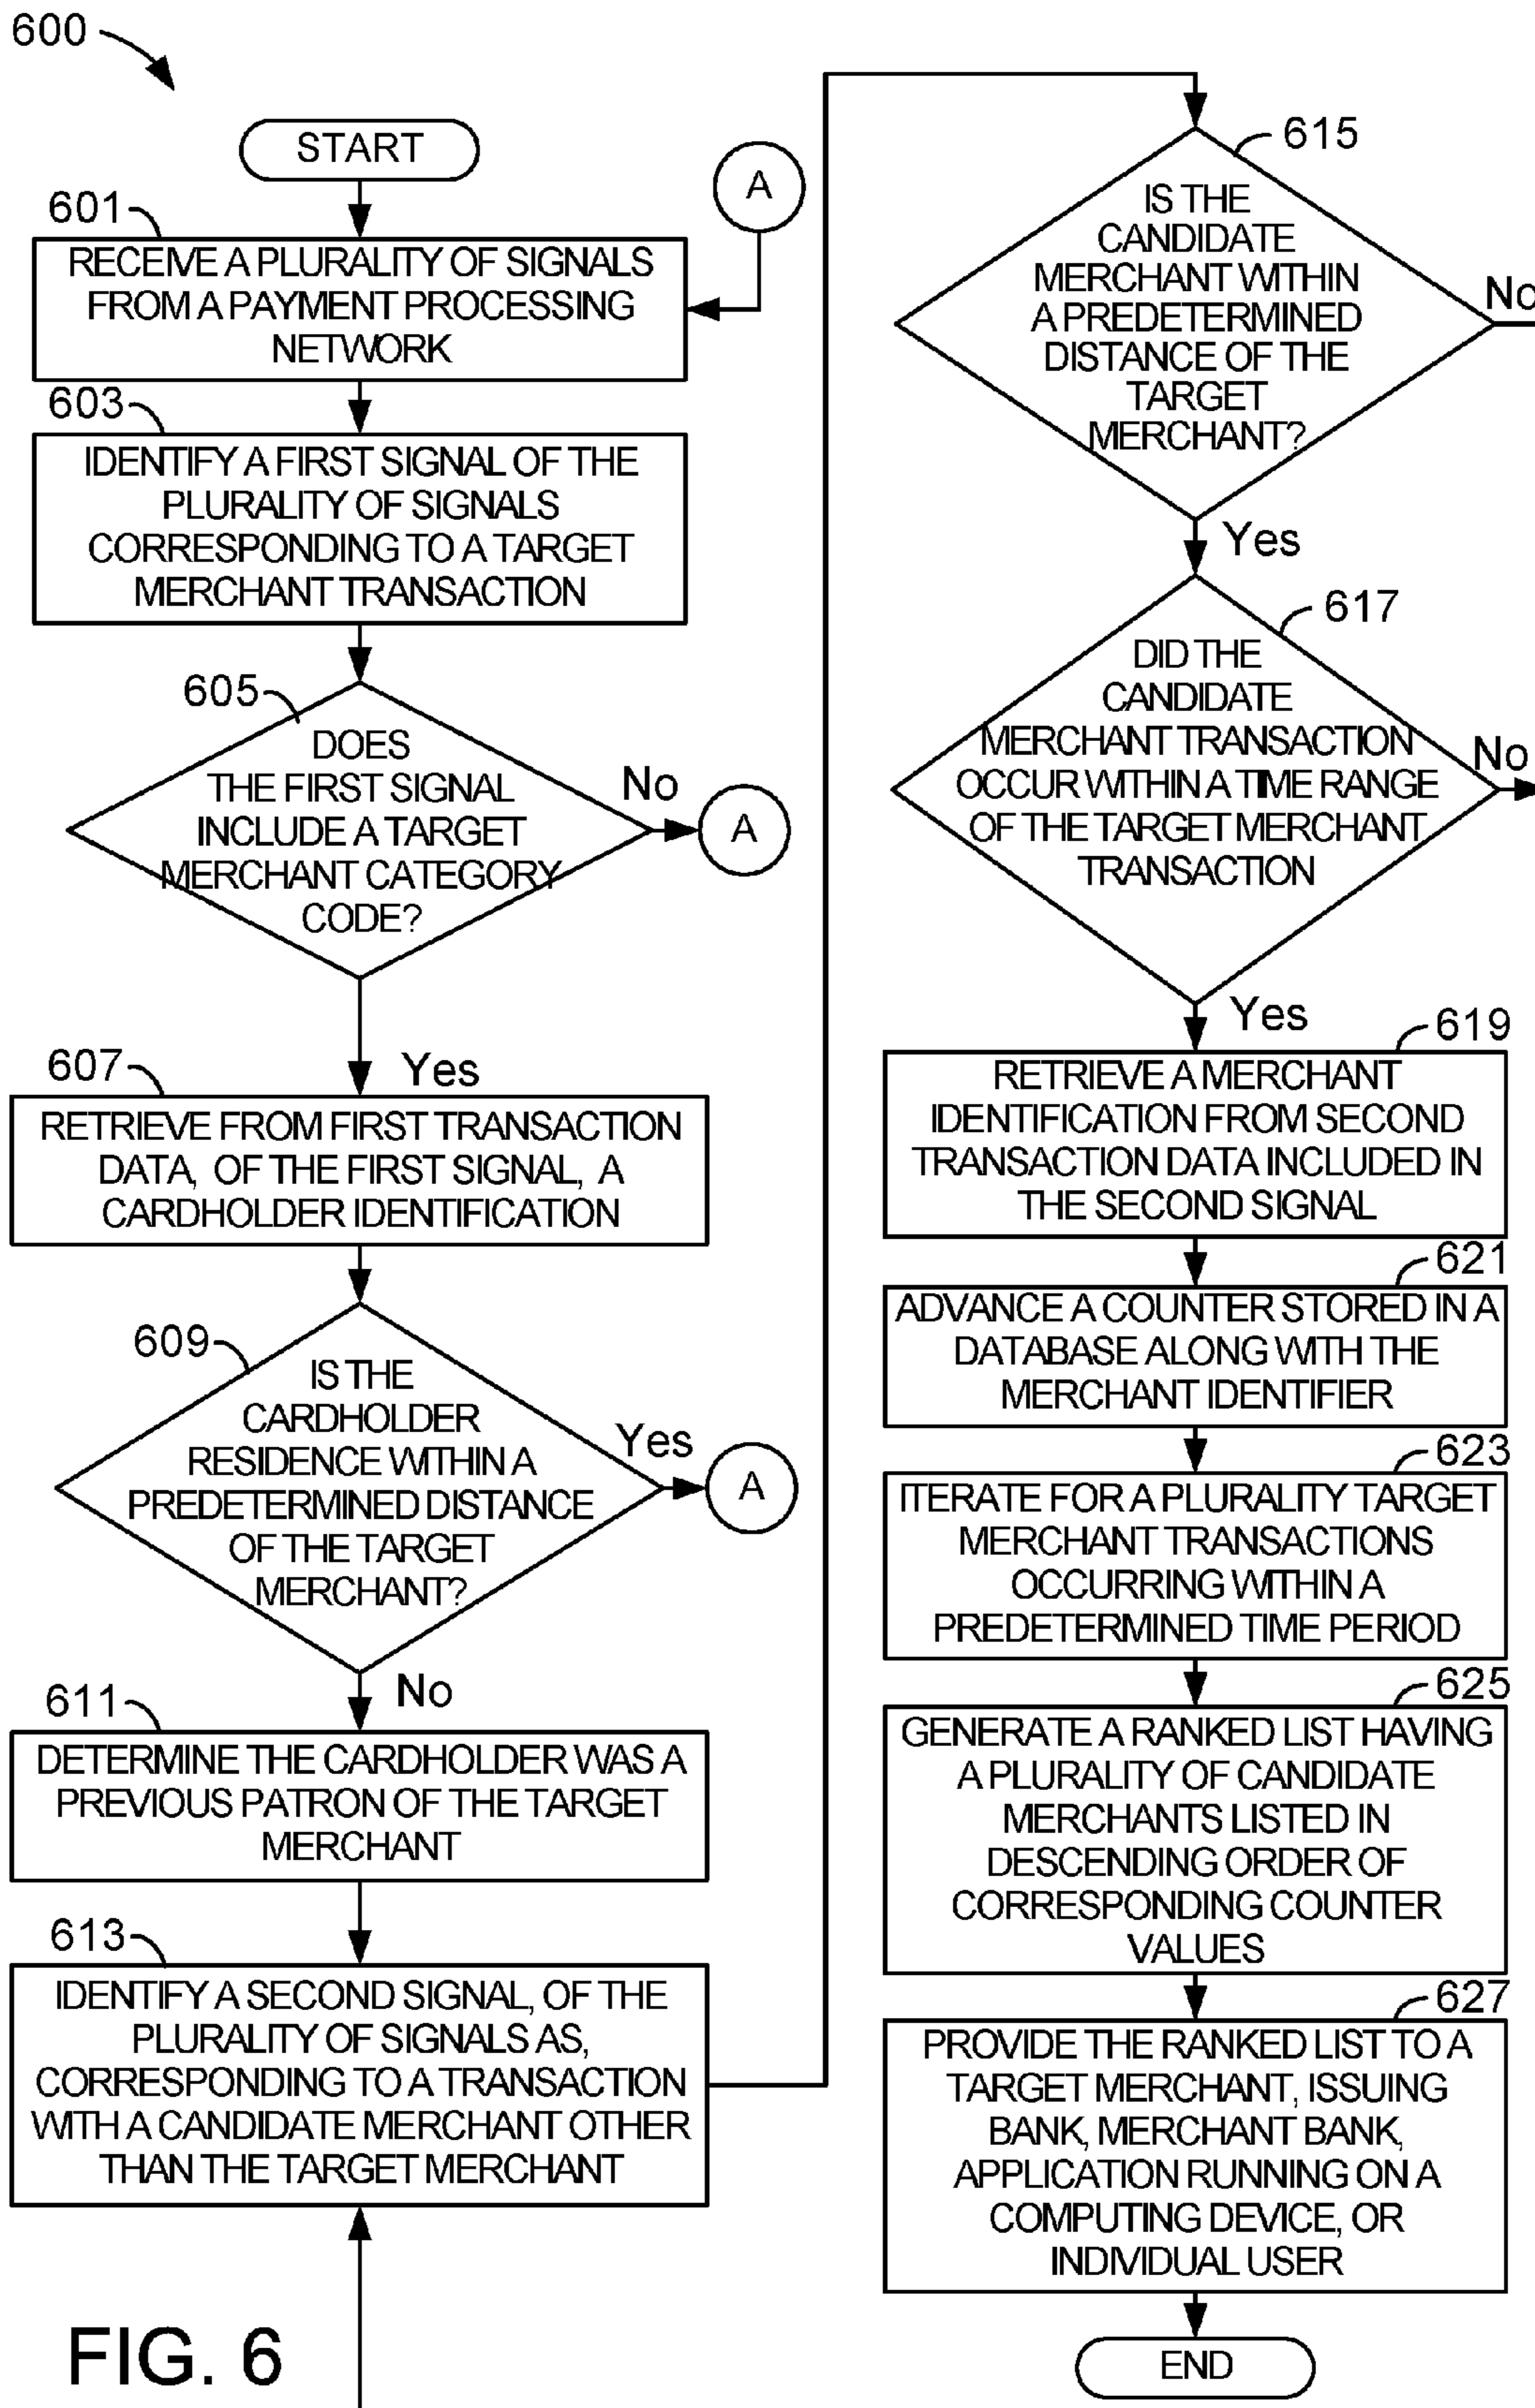 600
START
A
601
RECEIVE A PLURALITY OF SIGNALS
FROM A PAYMENT PROCESSING
NETWORK
603
IDENTIFY A FIRST SIGNAL OF THE
PLURALITY OF SIGNALS
CORRESPONDING TO A TARGET
MERCHANT TRANSACTION
605
DOES
THE FIRST SIGNAL
INCLUDE A TARGET
MERCHANT CATEGORY
CODE?
No
A
Yes
607
RETRIEVE FROM FIRST TRANSACTION
DATA, OF THE FIRST SIGNAL, A
CARDHOLDER IDENTIFICATION
609
IS THE
CARDHOLDER
RESIDENCE WITHIN A
PREDETERMINED DISTANCE
OF THE TARGET
MERCHANT?
Yes
A
No
611
DETERMINE THE CARDHOLDER WAS A
PREVIOUS PATRON OF THE TARGET
MERCHANT
613
IDENTIFY A SECOND SIGNAL, OF THE
PLURALITY OF SIGNALS AS,
CORRESPONDING TO A TRANSACTION
WITH A CANDIDATE MERCHANT OTHER
THAN THE TARGET MERCHANT
615
IS THE
CANDIDATE
MERCHANT WITHIN
A PREDETERMINED
DISTANCE OF THE
TARGET
MERCHANT?
No
Yes
617
DID THE
CANDIDATE
MERCHANT TRANSACTION
OCCUR WITHIN A TIME RANGE
OF THE TARGET MERCHANT
TRANSACTION
No
Yes
619
RETRIEVE A MERCHANT
IDENTIFICATION FROM SECOND
TRANSACTION DATA INCLUDED IN
THE SECOND SIGNAL
621
ADVANCE A COUNTER STORED IN A
DATABASE ALONG WITH THE
MERCHANT IDENTIFIER
623
ITERATE FOR A PLURALITY TARGET
MERCHANT TRANSACTIONS
OCCURRING WITHIN A
PREDETERMINED TIME PERIOD
625
GENERATE A RANKED LIST HAVING
A PLURALITY OF CANDIDATE
MERCHANTS LISTED IN
DESCENDING ORDER OF
CORRESPONDING COUNTER
VALUES
627
PROVIDE THE RANKED LIST TO A
TARGET MERCHANT, ISSUING
BANK, MERCHANT BANK,
APPLICATION RUNNING ON A
COMPUTING DEVICE, OR
INDIVIDUAL USER
END
FIG. 6